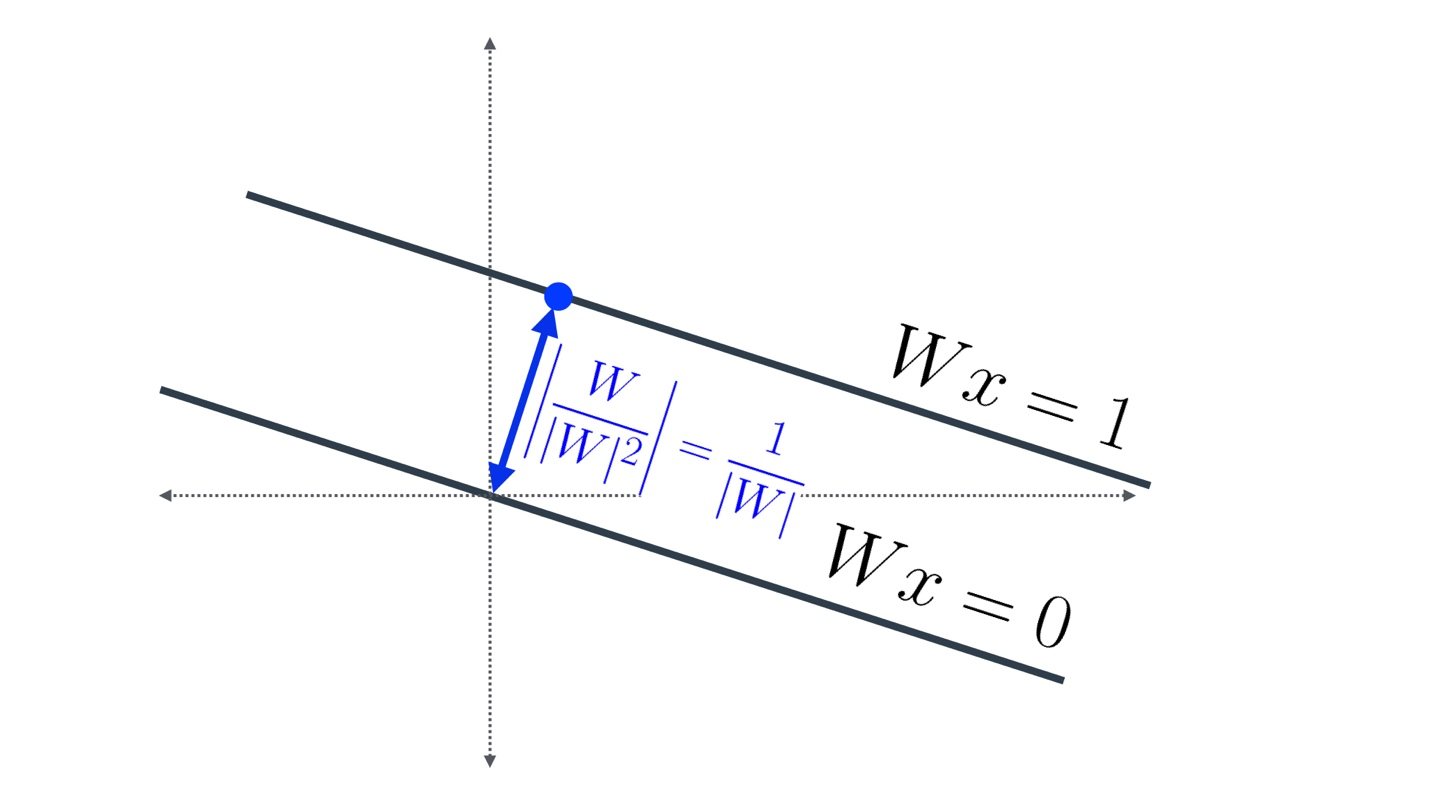 Wx = 1
|W/|W|²| = 1/|W|
Wx = 0